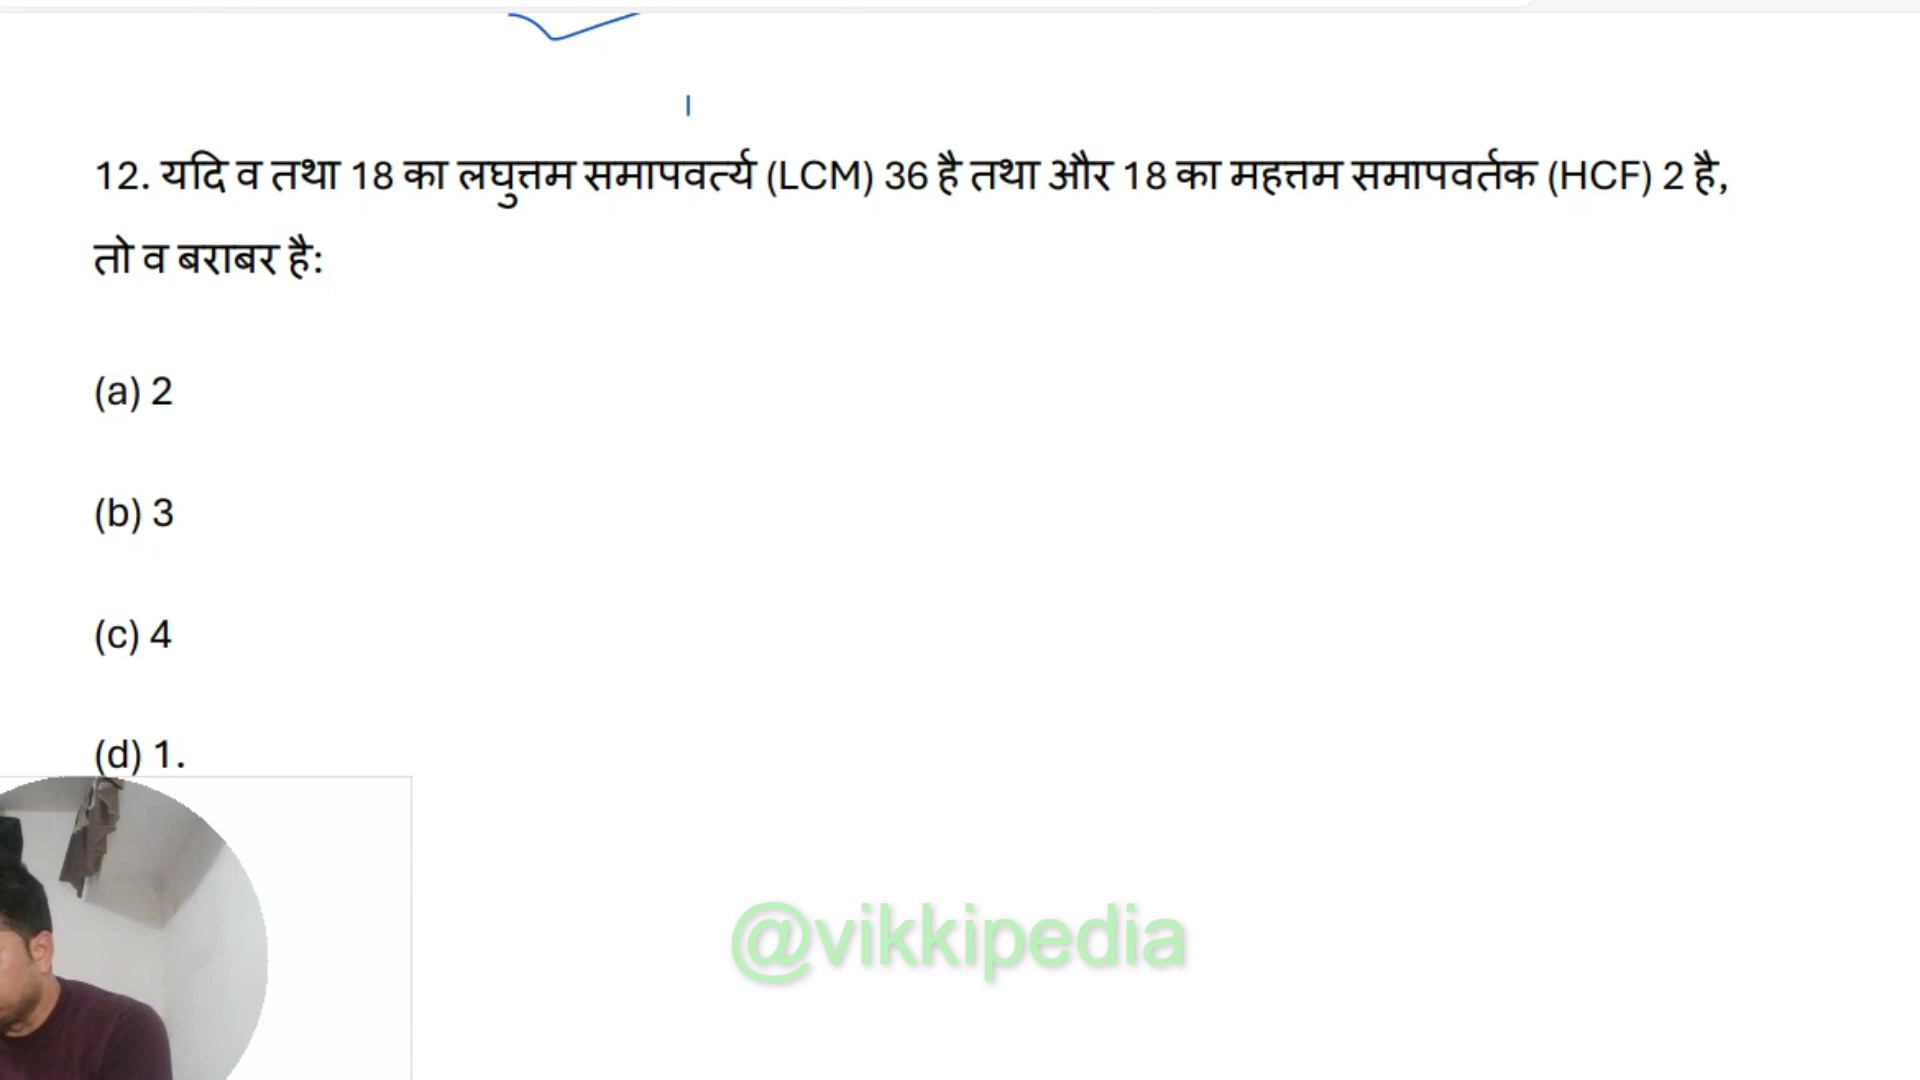 12. यदि व तथा 18 का लघुत्तम समापवर्त्य (LCM) 36 है तथा और 18 का महत्तम समापवर्तक (HCF) 2 है,
तो व बराबर है:
(a) 2
(b) 3
(c) 4
(d) 1.
@vikkipedia